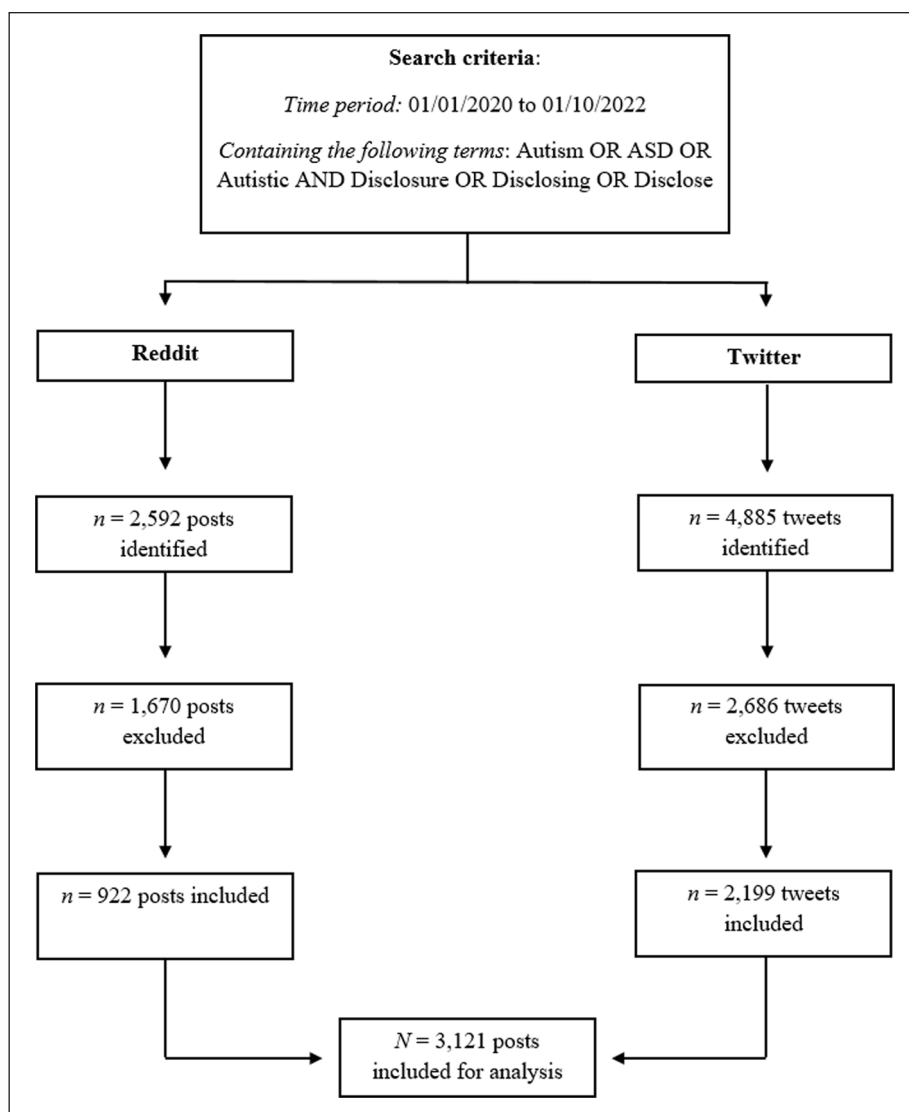 Search criteria:
Time period: 01/01/2020 to 01/10/2022
Containing the following terms: Autism OR ASD OR
Autistic AND Disclosure OR Disclosing OR Disclose
Reddit
Twitter
n = 2,592 posts
identified
n = 4,885 tweets
identified
n = 1,670 posts
excluded
n = 2,686 tweets
excluded
n = 922 posts included
n = 2,199 tweets
included
N = 3,121 posts
included for analysis